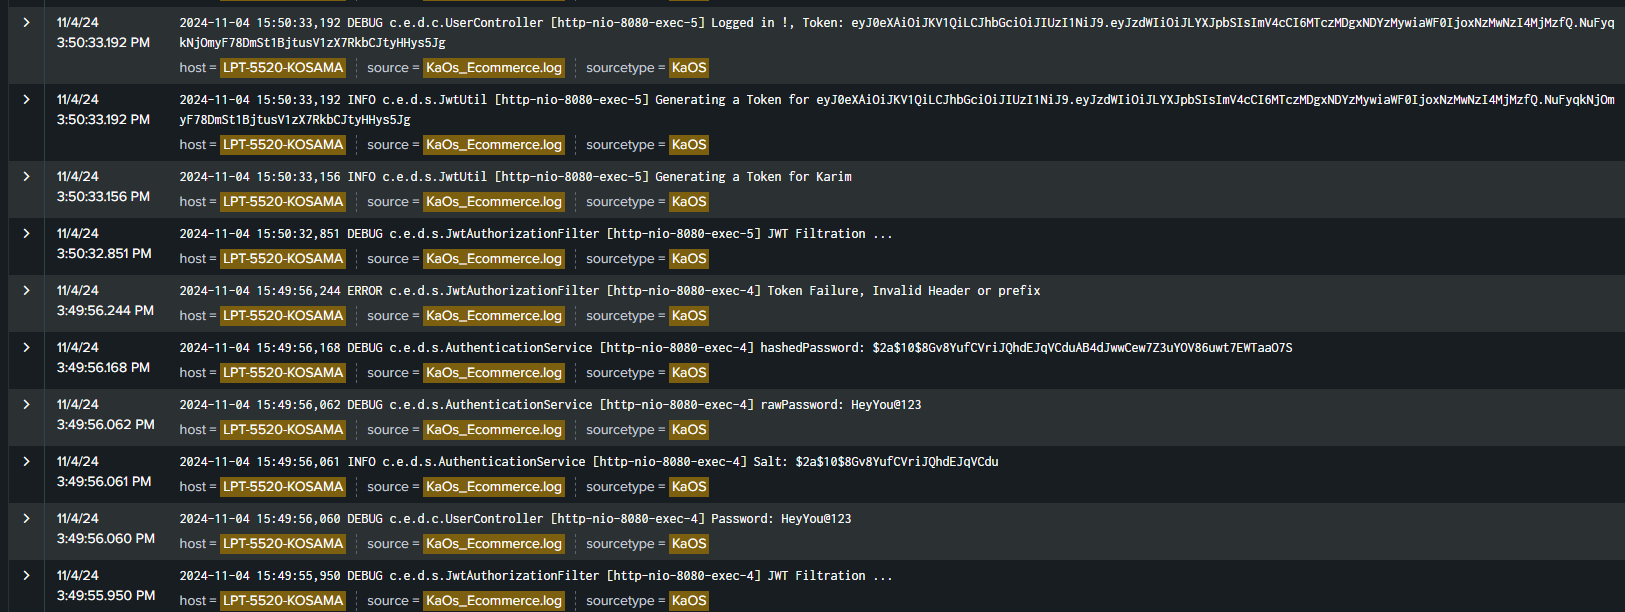 11/4/24
3:50:33.192 PM
2024-11-04 15:50:33,192 DEBUG c.e.d.c.UserController [http-nio-8080-exec-5] Logged in !, Token: eyJ0eXAiOiJKV1QiLCJhbGciOiJIUzI1NiJ9.eyJzdWIiOiJLYXJpbSIsImV4cCI6MTczMDgxNDYzMywiaWF0IjoxNzMwNzI4MjMzfQ.NuFyq
kNjOmyF78DmSt1BjtusV1zX7RkbCJtyHHys5Jg
host = LPT-5520-KOSAMA source = KaOs_Ecommerce.log sourcetype = KaOS
11/4/24
3:50:33.192 PM
2024-11-04 15:50:33,192 INFO c.e.d.s.JwtUtil [http-nio-8080-exec-5] Generating a Token for eyJ0eXAiOiJKV1QiLCJhbGciOiJIUzI1NiJ9.eyJzdWIiOiJLYXJpbSIsImV4cCI6MTczMDgxNDYzMywiaWF0IjoxNzMwNzI4MjMzfQ.NuFyqkNjOm
yF78DmSt1BjtusV1zX7RkbCJtyHHys5Jg
host = LPT-5520-KOSAMA source = KaOs_Ecommerce.log sourcetype = KaOS
11/4/24
3:50:33.156 PM
2024-11-04 15:50:33,156 INFO c.e.d.s.JwtUtil [http-nio-8080-exec-5] Generating a Token for Karim
host = LPT-5520-KOSAMA source = KaOs_Ecommerce.log sourcetype = KaOS
11/4/24
3:50:32.851 PM
2024-11-04 15:50:32,851 DEBUG c.e.d.s.JwtAuthorizationFilter [http-nio-8080-exec-5] JWT Filtration ...
host = LPT-5520-KOSAMA source = KaOs_Ecommerce.log sourcetype = KaOS
11/4/24
3:49:56.244 PM
2024-11-04 15:49:56,244 ERROR c.e.d.s.JwtAuthorizationFilter [http-nio-8080-exec-4] Token Failure, Invalid Header or prefix
host = LPT-5520-KOSAMA source = KaOs_Ecommerce.log sourcetype = KaOS
11/4/24
3:49:56.168 PM
2024-11-04 15:49:56,168 DEBUG c.e.d.s.AuthenticationService [http-nio-8080-exec-4] hashedPassword: $2a$10$8Gv8YufCVriJQhdEJqVCduAB4dJwwCew7Z3uYOV86uwt7EWTaaO7S
host = LPT-5520-KOSAMA source = KaOs_Ecommerce.log sourcetype = KaOS
11/4/24
3:49:56.062 PM
2024-11-04 15:49:56,062 DEBUG c.e.d.s.AuthenticationService [http-nio-8080-exec-4] rawPassword: HeyYou@123
host = LPT-5520-KOSAMA source = KaOs_Ecommerce.log sourcetype = KaOS
11/4/24
3:49:56.061 PM
2024-11-04 15:49:56,061 INFO c.e.d.s.AuthenticationService [http-nio-8080-exec-4] Salt: $2a$10$8Gv8YufCVriJQhdEJqVCdu
host = LPT-5520-KOSAMA source = KaOs_Ecommerce.log sourcetype = KaOS
11/4/24
3:49:56.060 PM
2024-11-04 15:49:56,060 DEBUG c.e.d.c.UserController [http-nio-8080-exec-4] Password: HeyYou@123
host = LPT-5520-KOSAMA source = KaOs_Ecommerce.log sourcetype = KaOS
11/4/24
3:49:55.950 PM
2024-11-04 15:49:55,950 DEBUG c.e.d.s.JwtAuthorizationFilter [http-nio-8080-exec-4] JWT Filtration ...
host = LPT-5520-KOSAMA source = KaOs_Ecommerce.log sourcetype = KaOS